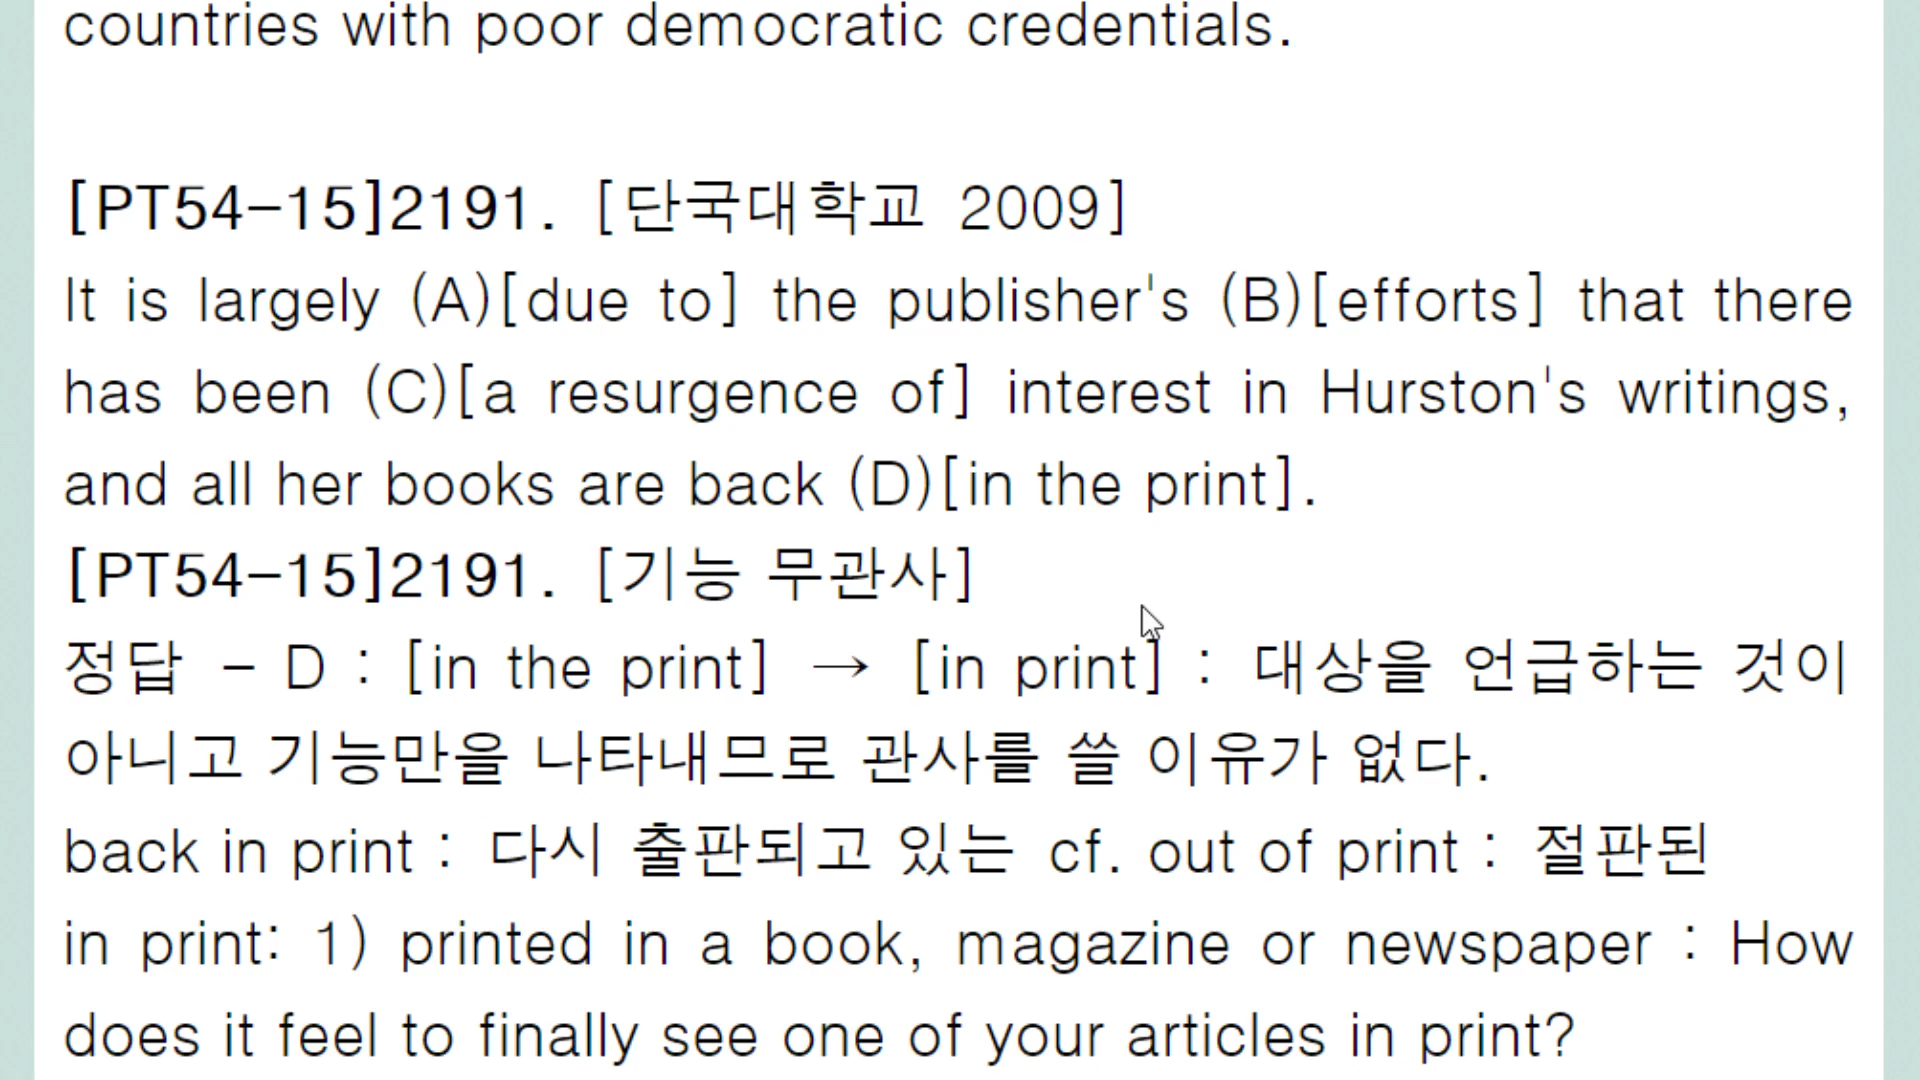 countries with poor democratic credentials.
[PT54-15]2191. [단국대학교 2009]
It is largely (A)[due to] the publisher's (B)[efforts] that there
has been (C)[a resurgence of] interest in Hurston's writings,
and all her books are back (D)[in the print].
[PT54-15]2191. [기능 무관사]
정답 - D : [in the print] → [in print] : 대상을 언급하는 것이
아니고 기능만을 나타내므로 관사를 쓸 이유가 없다.
back in print : 다시 출판되고 있는 cf. out of print : 절판된
in print: 1) printed in a book, magazine or newspaper : How
does it feel to finally see one of your articles in print?